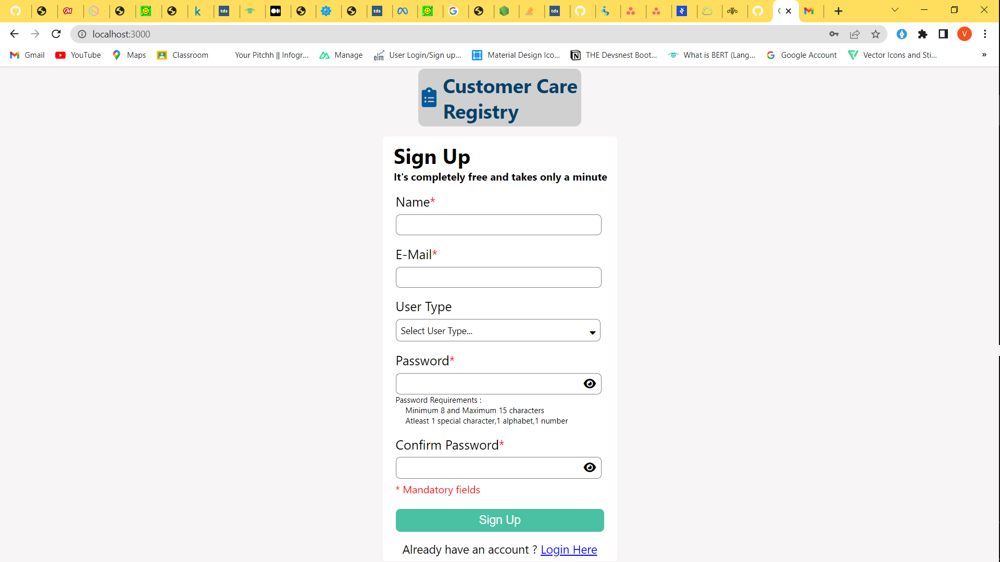 tds
tds
tds
localhost:3000
V
Gmail
YouTube
Maps
Classroom
Your Pitchh || Infogr...
Manage
elm
User Login/Sign up...
Material Design Ico...
THE Devsnest Boot...
What is BERT (Lang...
Google Account
Vector Icons and Sti...
»
Customer Care
Registry
Sign Up
It's completely free and takes only a minute
Name*
E-Mail*
User Type
Select User Type...
Password*
Password Requirements :
Minimum 8 and Maximum 15 characters
Atleast 1 special character,1 alphabet,1 number
Confirm Password*
* Mandatory fields
Sign Up
Already have an account ? Login Here